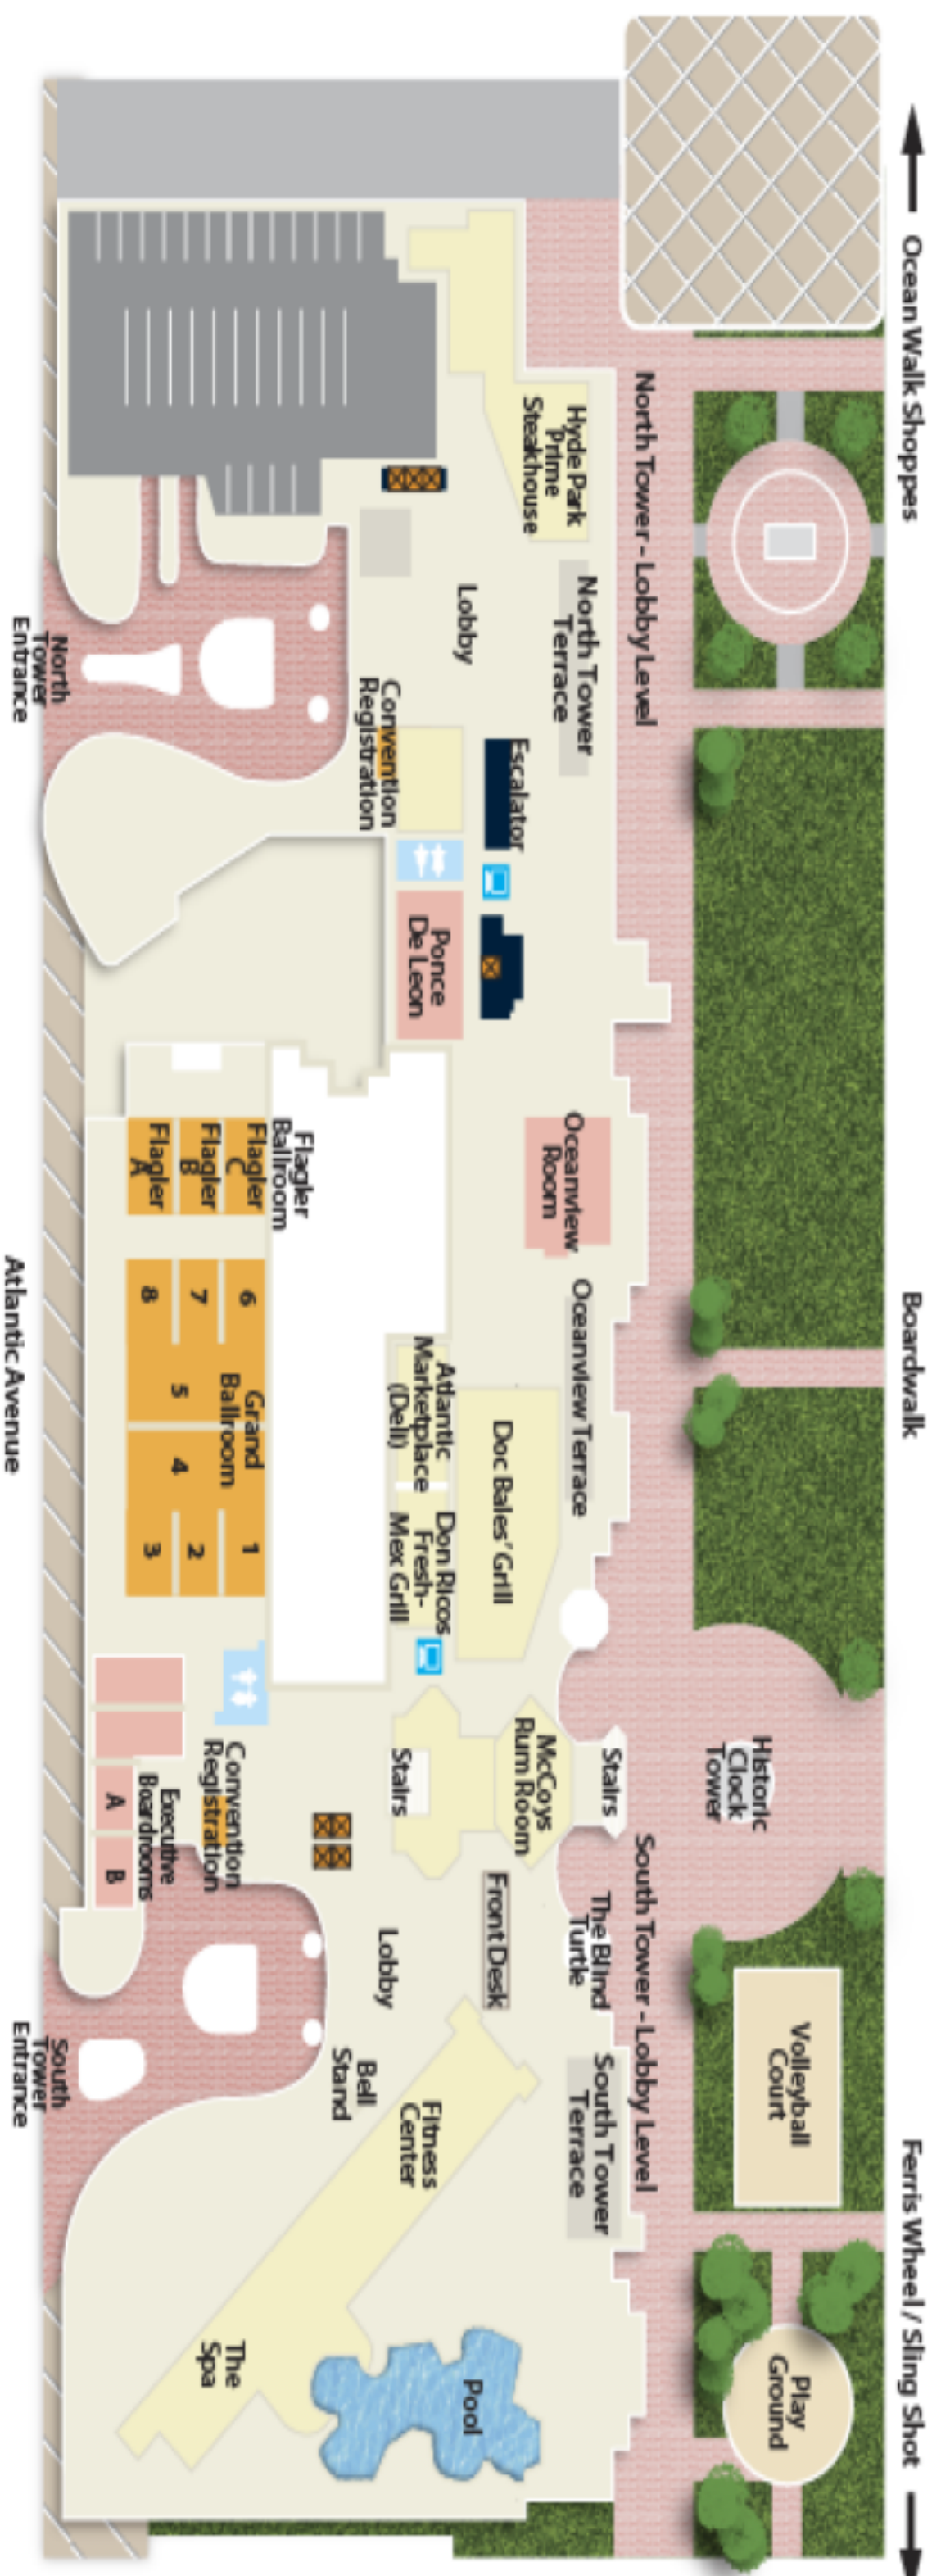 Ocean Walk Shoppes
Boardwalk
Ferris Wheel / Sling Shot
North Tower - Lobby Level
South Tower - Lobby Level
Historic
Clock
Tower
Volleyball
Court
Play
Ground
Hyde Park
Prime
Steakhouse
North Tower
Terrace
Lobby
Escalator
Convention
Registration
Ponce
De Leon
Oceanview
Room
Oceanview Terrace
Doc Bales' Grill
Atlantic
Marketplace
(Deli)
Don Ricos
Fresh-
Mex Grill
McCoys
Rum Room
Stairs
Stairs
The Blind
Turtle
Front Desk
South Tower
Terrace
Lobby
Bell
Stand
Fitness
Center
The
Spa
Pool
Flagler
Ballroom
Flagler
C
Flagler
B
Flagler
A
Grand
Ballroom
6
7
8
5
4
1
2
3
Convention
Registration
Executive
Boardrooms
A
B
North
Tower
Entrance
Atlantic Avenue
South
Tower
Entrance